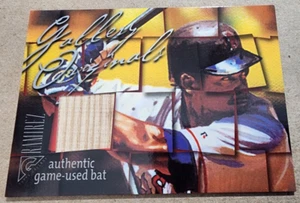 Gallery
Originals
RAMIREZ
authentic
game-used bat